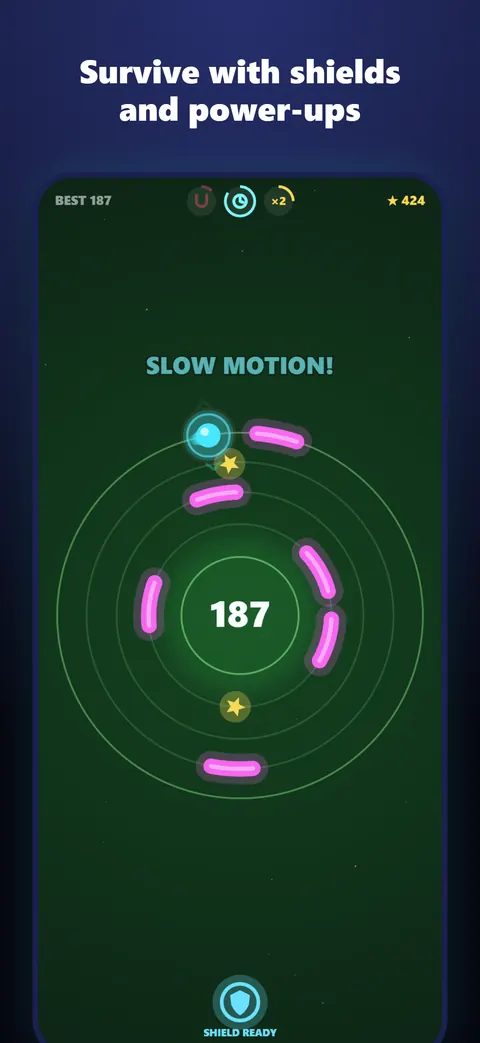 Survive with shields
and power-ups
BEST 187
×2
★ 424
SLOW MOTION!
187
SHIELD READY